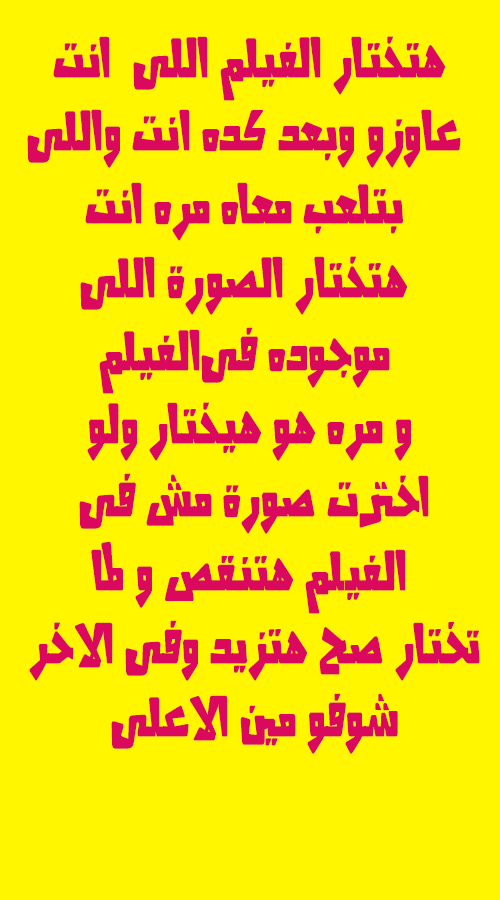 هتختار الفيلم اللى انت
عاوزو وبعد كده انت واللى
بتلعب معاه مره انت
هتختار الصورة اللى
موجوده فىالفيلم
و مره هو هيختار ولو
اخترت صورة مش فى
الفيلم هتنقص و لما
تختار صح هتزيد وفى الاخر
شوفو مين الاعلى